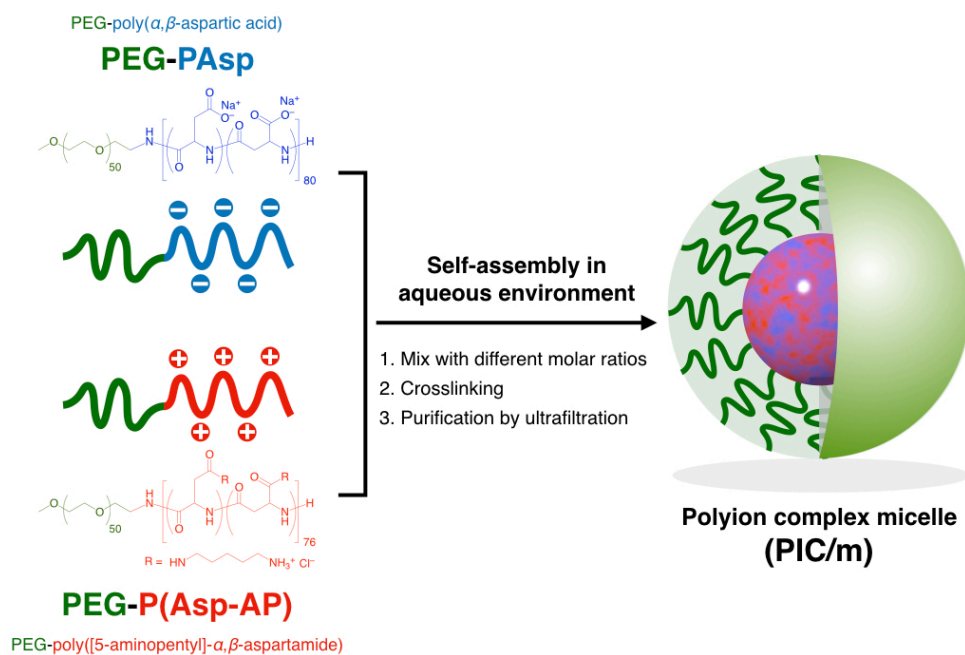 PEG-poly(α,β-aspartic acid)
PEG-PAsp
O
O
50
H
N
O
O⁻
Na⁺
O
N
H
O
O
O⁻
Na⁺
N
H
H
80
Self-assembly in
aqueous environment
1. Mix with different molar ratios
2. Crosslinking
3. Purification by ultrafiltration
O
O
50
H
N
O
R
O
N
H
O
O
R
N
H
H
76
R = HN NH₃⁺ Cl⁻
PEG-P(Asp-AP)
PEG-poly([5-aminopentyl]-α,β-aspartamide)
Polyion complex micelle
(PIC/m)